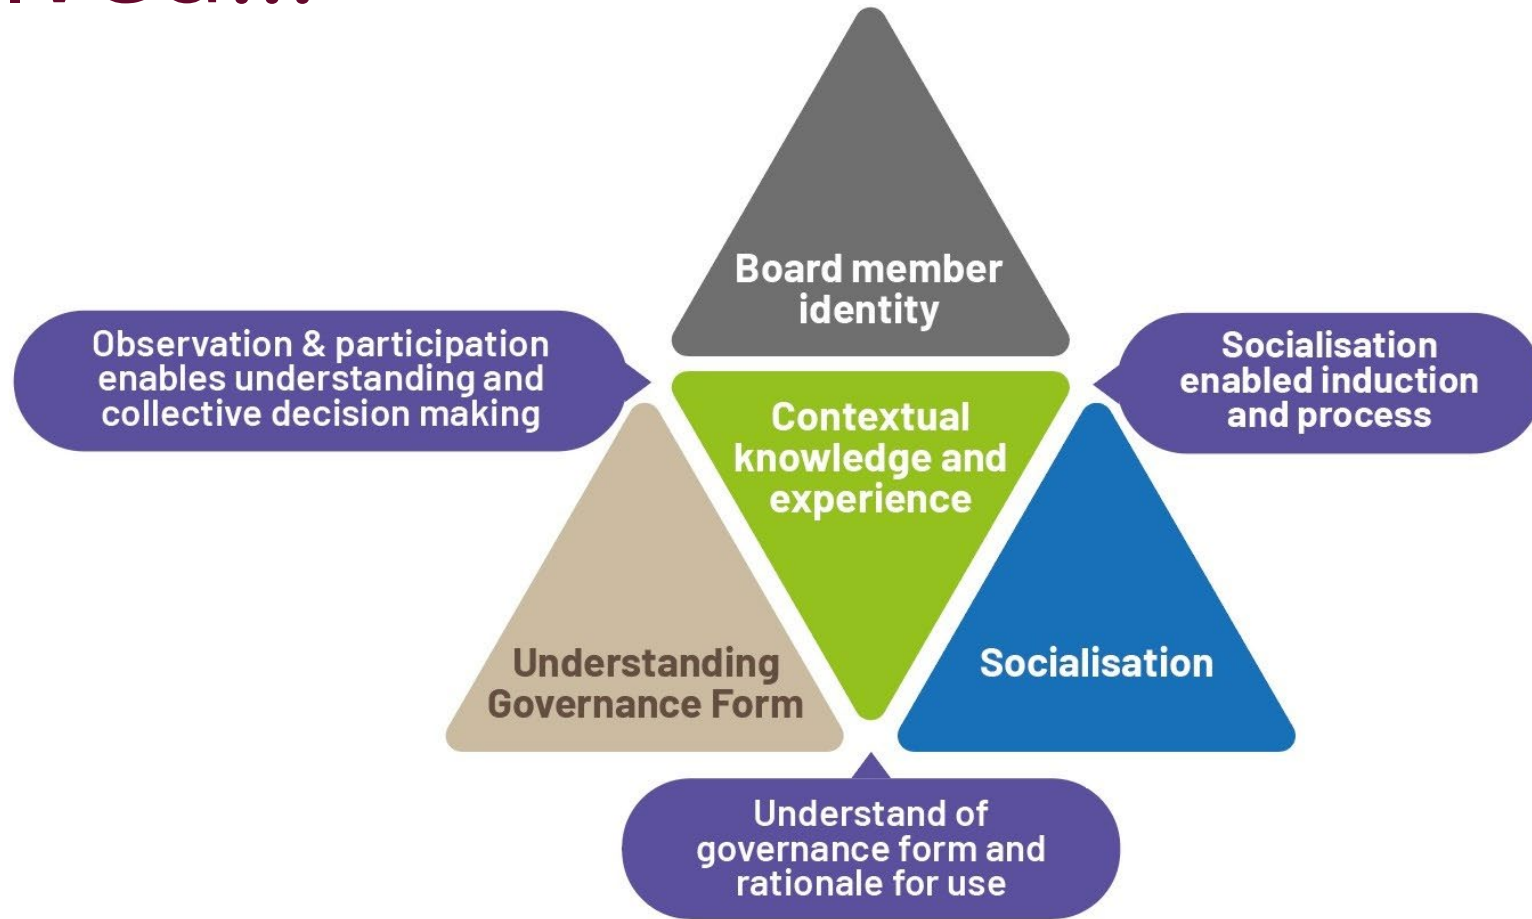 Board member
identity
Observation & participation
enables understanding and
collective decision making
Socialisation
enabled induction
and process
Contextual
knowledge and
experience
Understanding
Governance Form
Socialisation
Understand of
governance form and
rationale for use